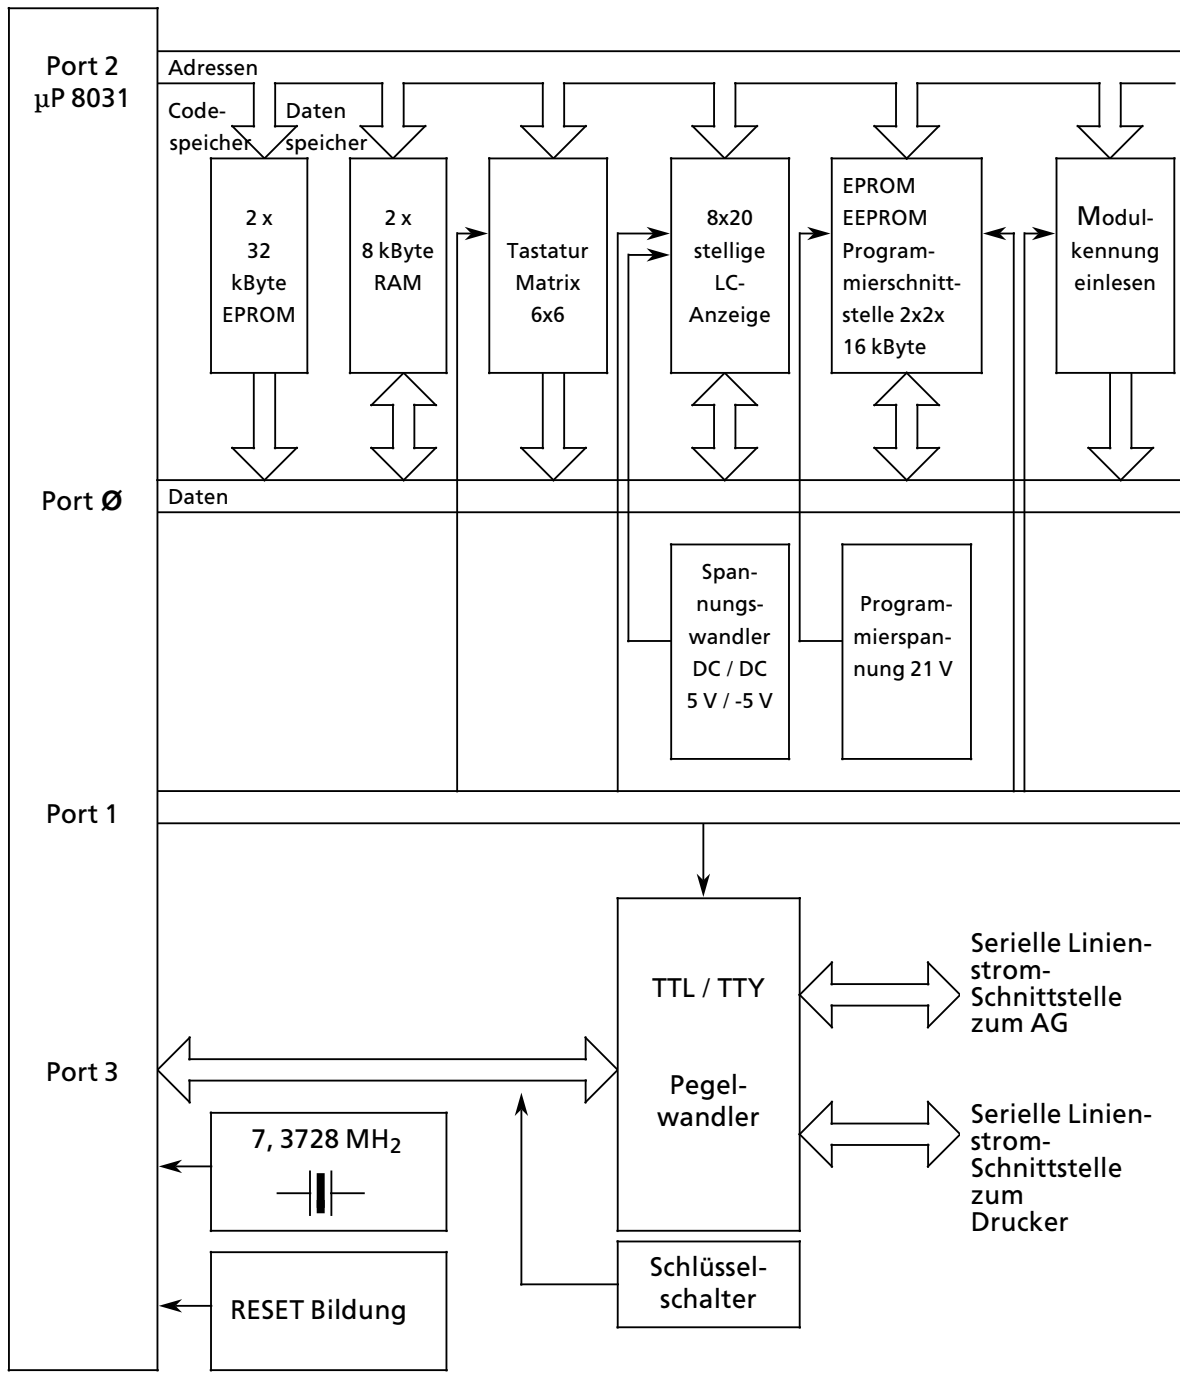 Port 2
µP 8031
Adressen
Code-
speicher
Daten
speicher
2 x
32
kByte
EPROM
2 x
8 kByte
RAM
Tastatur
Matrix
6x6
8x20
stellige
LC-
Anzeige
EPROM
EEPROM
Program-
mierschnitt-
stelle 2x2x
16 kByte
Modul-
kennung
einlesen
Port Ø
Daten
Span-
nungs-
wandler
DC / DC
5 V / -5 V
Program-
mierspan-
nung 21 V
Port 1
TTL / TTY
Pegel-
wandler
Serielle Linien-
strom-
Schnittstelle
zum AG
Port 3
Serielle Linien-
strom-
Schnittstelle
zum
Drucker
7, 3728 MH₂
Schlüssel-
schalter
RESET Bildung